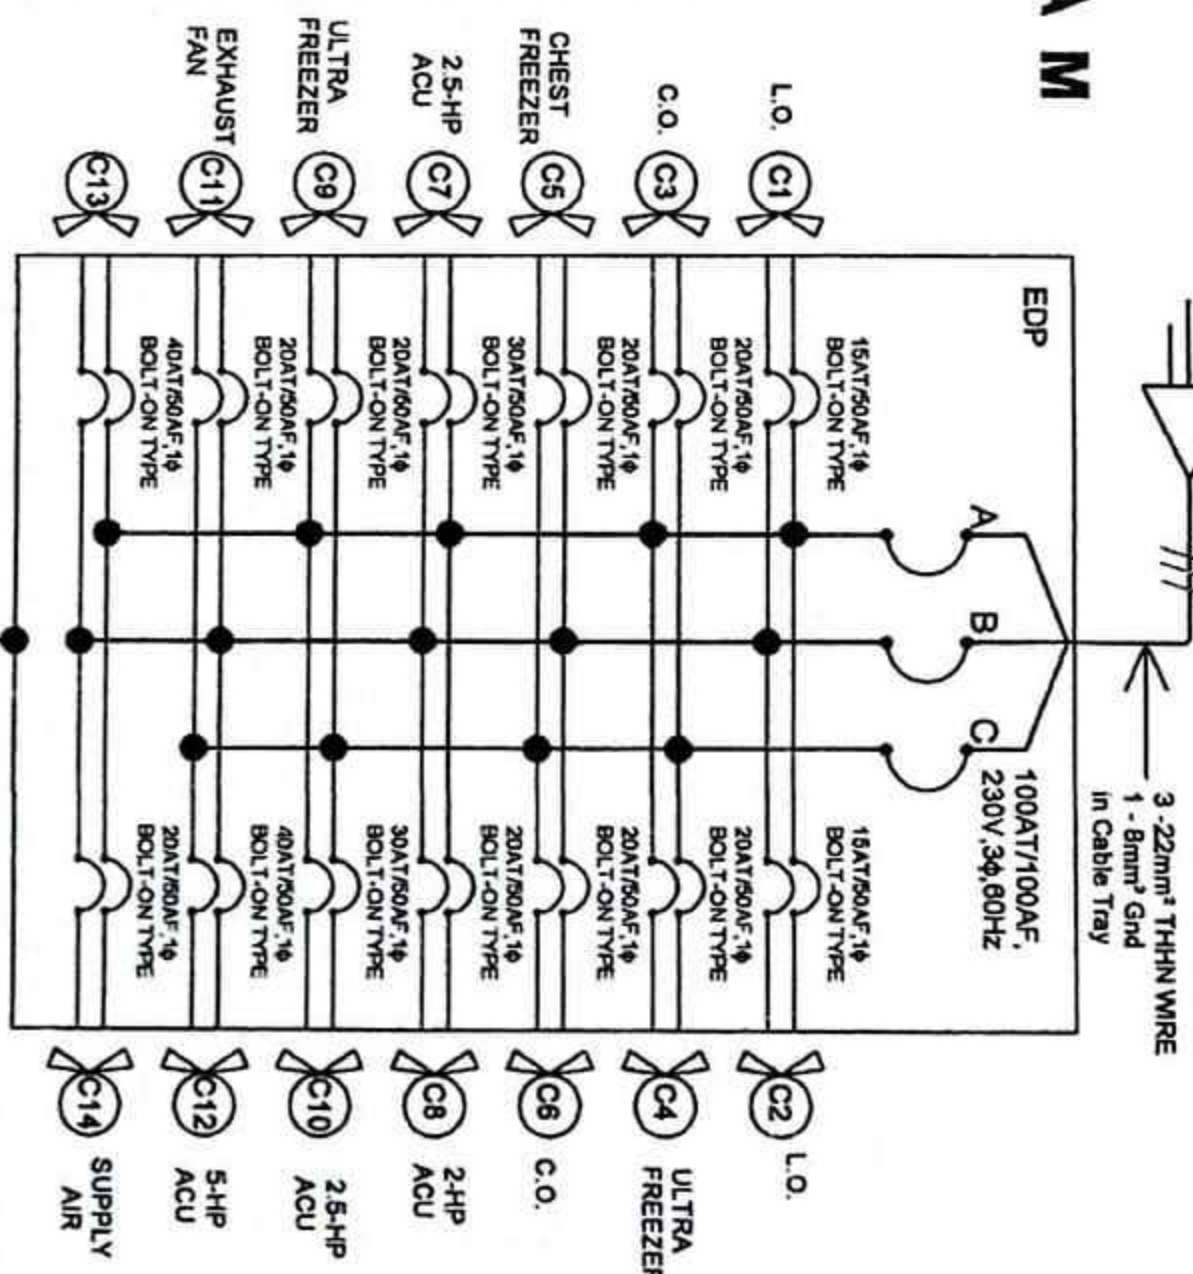 A M
3 -22mm² THHN WIRE
1 - 8mm² Gnd
in Cable Tray
EDP
100AT/100AF,
230V,3ϕ,60Hz
A
B
C
15AT/50AF,1ϕ
BOLT-ON TYPE
15AT/50AF,1ϕ
BOLT-ON TYPE
L.O.
C1
C2
L.O.
20AT/50AF,1ϕ
BOLT-ON TYPE
20AT/50AF,1ϕ
BOLT-ON TYPE
C.O.
C3
C4
ULTRA
FREEZER
20AT/50AF,1ϕ
BOLT-ON TYPE
20AT/50AF,1ϕ
BOLT-ON TYPE
CHEST
FREEZER
C5
C6
C.O.
30AT/50AF,1ϕ
BOLT-ON TYPE
20AT/50AF,1ϕ
BOLT-ON TYPE
2.5-HP
ACU
C7
C8
2-HP
ACU
20AT/50AF,1ϕ
BOLT-ON TYPE
30AT/50AF,1ϕ
BOLT-ON TYPE
ULTRA
FREEZER
C9
C10
2.5-HP
ACU
20AT/50AF,1ϕ
BOLT-ON TYPE
40AT/50AF,1ϕ
BOLT-ON TYPE
EXHAUST
FAN
C11
C12
5-HP
ACU
40AT/50AF,1ϕ
BOLT-ON TYPE
20AT/50AF,1ϕ
BOLT-ON TYPE
C13
C14
SUPPLY
AIR